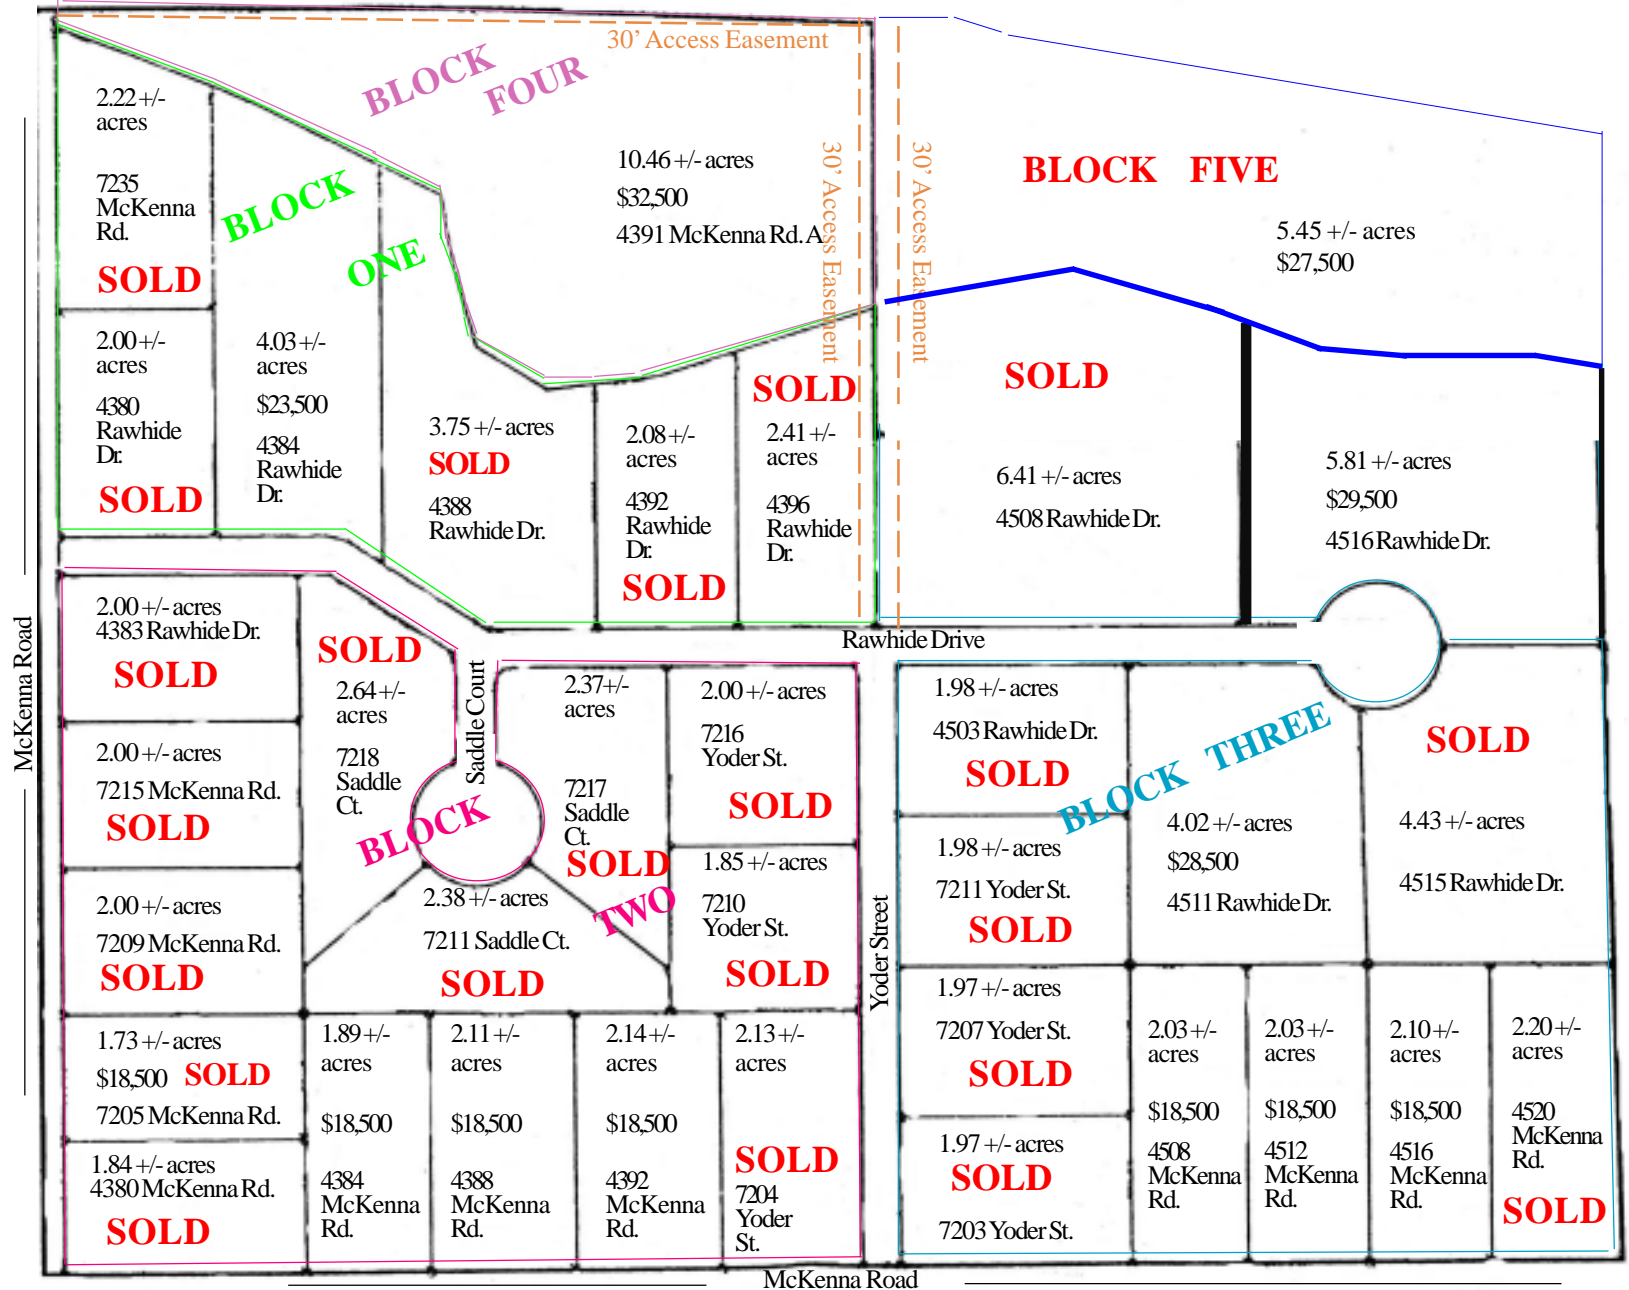 30' Access Easement
BLOCK
FOUR
10.46 +/- acres
$32,500
4391 McKenna Rd. A
30' Access Easement
30' Access Easement
BLOCK FIVE
5.45 +/- acres
$27,500
2.22 +/-
acres
7235
McKenna
Rd.
SOLD
BLOCK
ONE
2.00 +/-
acres
4380
Rawhide
Dr.
SOLD
4.03 +/-
acres
$23,500
4384
Rawhide
Dr.
3.75 +/- acres
SOLD
4388
Rawhide Dr.
2.08 +/-
acres
4392
Rawhide
Dr.
SOLD
SOLD
2.41 +/-
acres
4396
Rawhide
Dr.
SOLD
6.41 +/- acres
4508 Rawhide Dr.
5.81 +/- acres
$29,500
4516 Rawhide Dr.
McKenna Road
Rawhide Drive
2.00 +/- acres
4383 Rawhide Dr.
SOLD
2.00 +/- acres
7215 McKenna Rd.
SOLD
2.00 +/- acres
7209 McKenna Rd.
SOLD
1.73 +/- acres
$18,500 SOLD
7205 McKenna Rd.
1.84 +/- acres
4380 McKenna Rd.
SOLD
SOLD
2.64 +/-
acres
7218
Saddle
Ct.
Saddle Court
BLOCK
TWO
2.37+/-
acres
7217
Saddle
Ct.
SOLD
2.38 +/- acres
7211 Saddle Ct.
SOLD
2.00 +/- acres
7216
Yoder St.
SOLD
1.85 +/- acres
7210
Yoder St.
SOLD
1.89 +/-
acres
$18,500
4384
McKenna
Rd.
2.11 +/-
acres
$18,500
4388
McKenna
Rd.
2.14 +/-
acres
$18,500
4392
McKenna
Rd.
2.13 +/-
acres
SOLD
7204
Yoder
St.
Yoder Street
1.98 +/- acres
4503 Rawhide Dr.
SOLD
BLOCK THREE
1.98 +/- acres
7211 Yoder St.
SOLD
4.02 +/- acres
$28,500
4511 Rawhide Dr.
SOLD
4.43 +/- acres
4515 Rawhide Dr.
1.97 +/- acres
7207 Yoder St.
SOLD
1.97 +/- acres
SOLD
7203 Yoder St.
2.03 +/-
acres
$18,500
4508
McKenna
Rd.
2.03 +/-
acres
$18,500
4512
McKenna
Rd.
2.10 +/-
acres
$18,500
4516
McKenna
Rd.
2.20 +/-
acres
4520
McKenna
Rd.
SOLD
McKenna Road